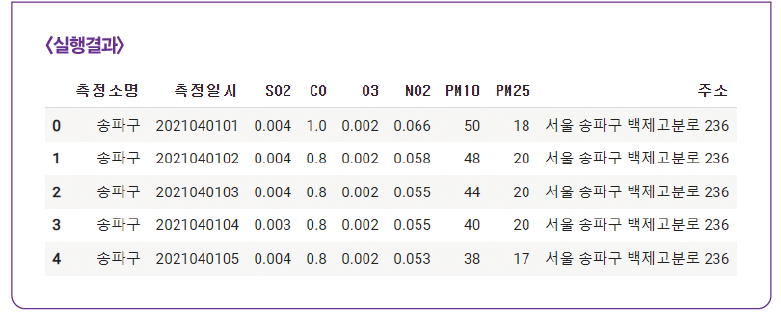 <실행결과>
측정소명 측정일시 SO2 CO O3 NO2 PM10 PM25 주소
0 송파구 2021040101 0.004 1.0 0.002 0.066 50 18 서울 송파구 백제고분로 236
1 송파구 2021040102 0.004 0.8 0.002 0.058 48 20 서울 송파구 백제고분로 236
2 송파구 2021040103 0.004 0.8 0.002 0.055 44 20 서울 송파구 백제고분로 236
3 송파구 2021040104 0.003 0.8 0.002 0.055 40 20 서울 송파구 백제고분로 236
4 송파구 2021040105 0.004 0.8 0.002 0.053 38 17 서울 송파구 백제고분로 236